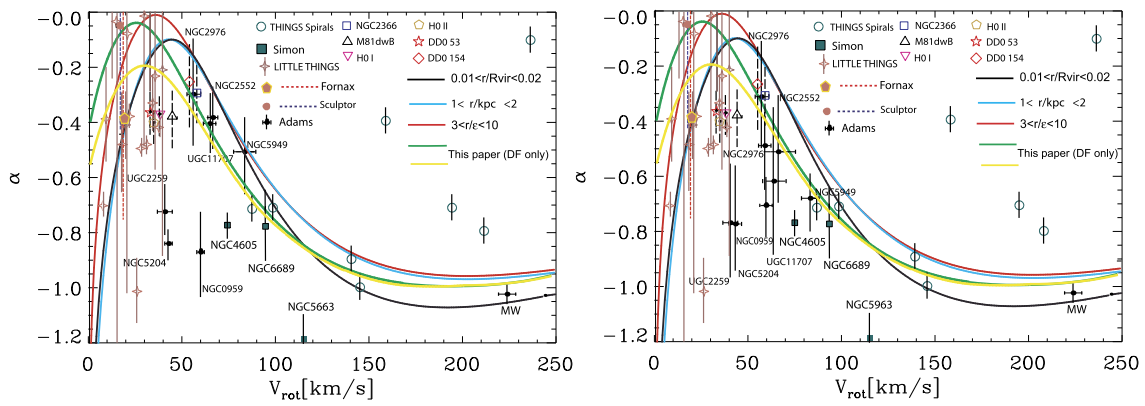 −0.0
−0.2
−0.4
−0.6
−0.8
−1.0
−1.2
α
0 50 100 150 200 250
Vrot[km/s]
THINGS Spirals
Simon
LITTLE THINGS
Fornax
Sculptor
Adams
NGC2366
M81dwB
H0 I
H0 II
DD0 53
DD0 154
0.01<r/Rvir<0.02
1< r/kpc <2
3<r/ε<10
This paper (DF only)
NGC2976
NGC2552
NGC5949
UGC11707
UGC2259
NGC5204
NGC0959
NGC4605
NGC6689
NGC5663
MW
−0.0
−0.2
−0.4
−0.6
−0.8
−1.0
−1.2
α
0 50 100 150 200 250
Vrot[km/s]
THINGS Spirals
Simon
LITTLE THINGS
Fornax
Sculptor
Adams
NGC2366
M81dwB
H0 I
H0 II
DD0 53
DD0 154
0.01<r/Rvir<0.02
1< r/kpc <2
3<r/ε<10
This paper (DF only)
NGC2976
NGC2552
NGC2976
NGC5949
NGC0959
NGC4605
UGC11707
NGC6689
NGC5204
UGC2259
NGC5963
MW